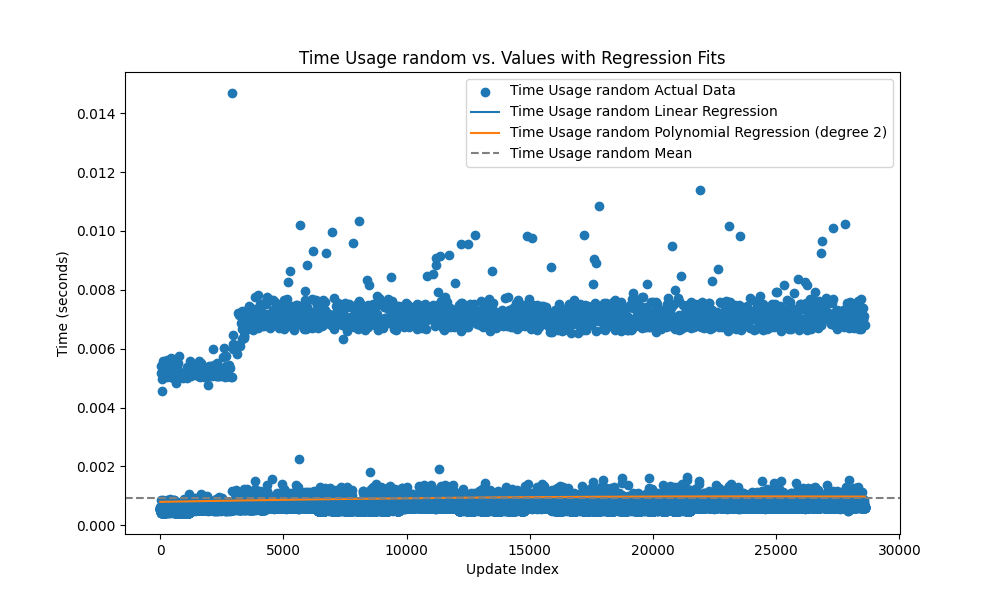 Time Usage random vs. Values with Regression Fits
Time Usage random Actual Data
Time Usage random Linear Regression
Time Usage random Polynomial Regression (degree 2)
Time Usage random Mean
Time (seconds)
0.014
0.012
0.010
0.008
0.006
0.004
0.002
0.000
0 5000 10000 15000 20000 25000 30000
Update Index